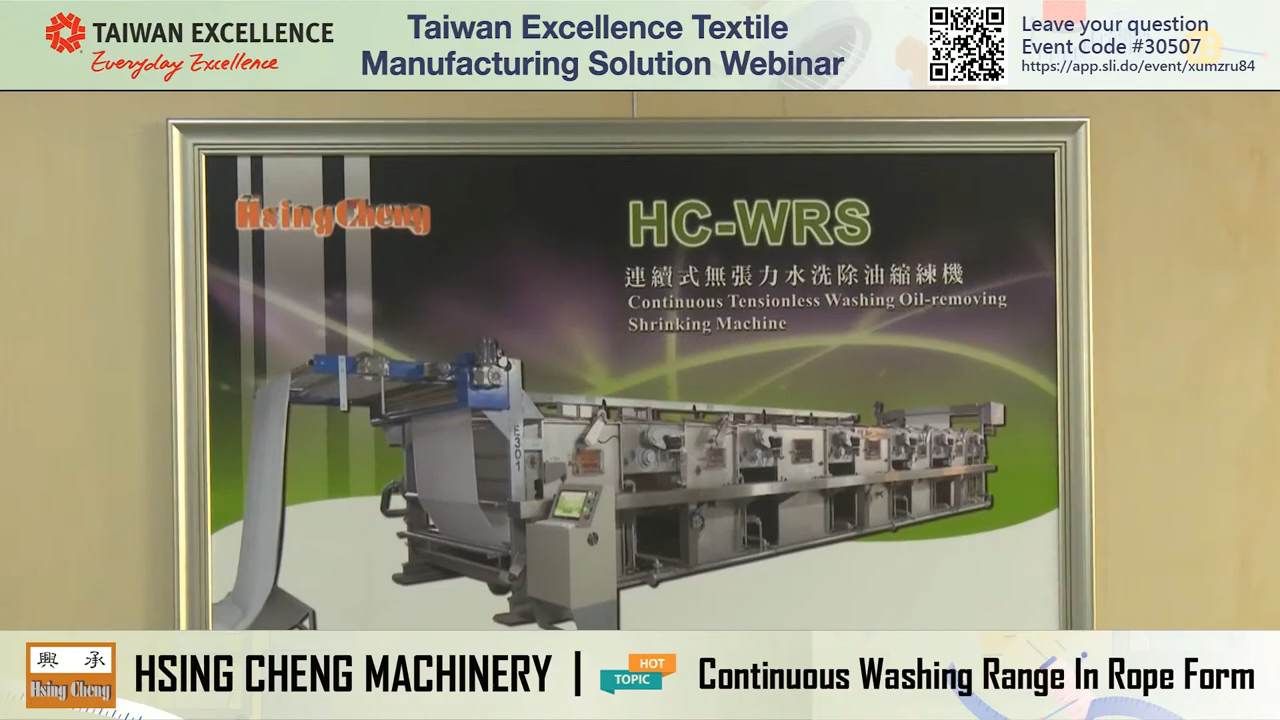 TAIWAN EXCELLENCE
Everyday Excellence
Taiwan Excellence Textile
Manufacturing Solution Webinar
Leave your question
Event Code #30507
https://app.sli.do/event/xumzru84
HsingCheng
HC-WRS
連續式無張力水洗除油縮練機
Continuous Tensionless Washing Oil-removing
Shrinking Machine
興 承
Hsing Cheng
HSING CHENG MACHINERY |
HOT
TOPIC
Continuous Washing Range In Rope Form